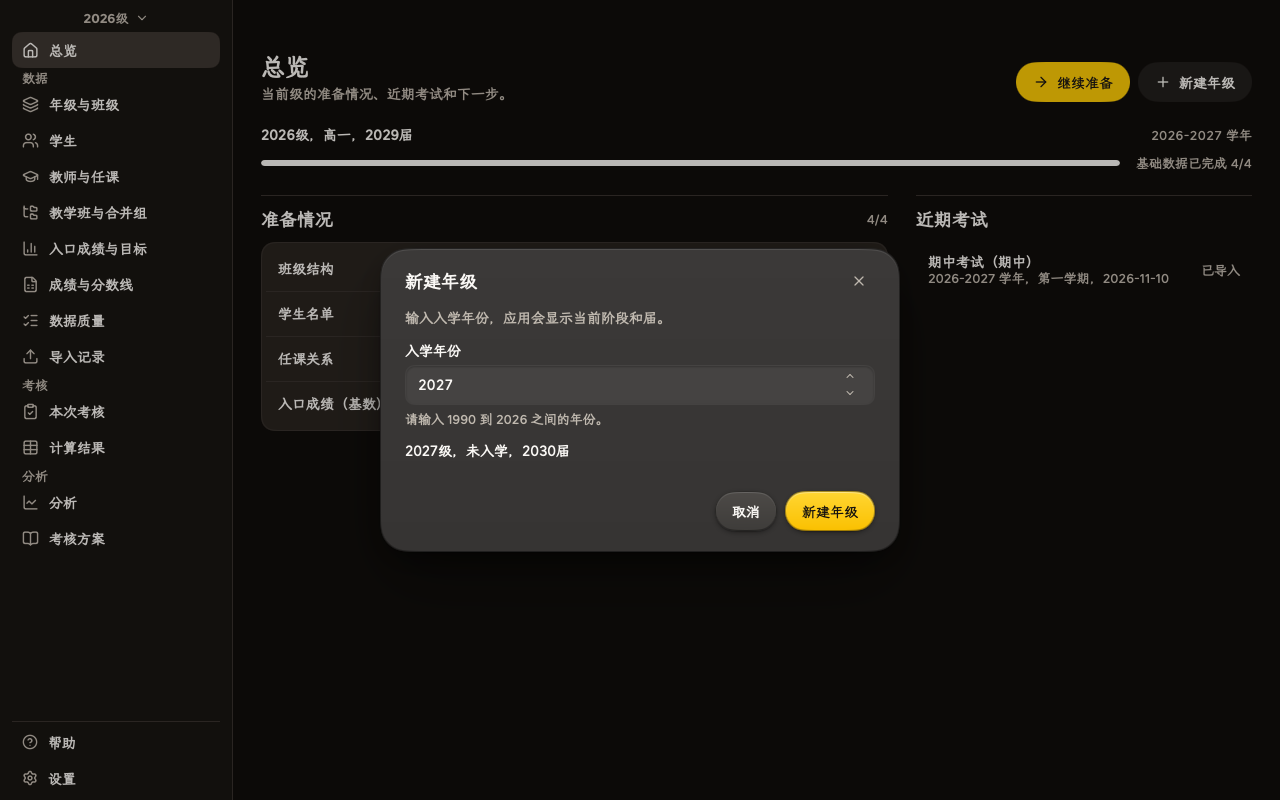 2026级
总览
数据
年级与班级
学生
教师与任课
教学班与合并组
入口成绩与目标
成绩与分数线
数据质量
导入记录
考核
本次考核
计算结果
分析
分析
考核方案
帮助
设置
总览
当前级的准备情况、近期考试和下一步。
继续准备
新建年级
2026级，高一，2029届
2026-2027 学年
基础数据已完成 4/4
准备情况
4/4
班级结构
学生名单
任课关系
入口成绩（基数）
近期考试
期中考试（期中）
2026-2027 学年，第一学期，2026-11-10
已导入
新建年级
输入入学年份，应用会显示当前阶段和届。
入学年份
2027
请输入 1990 到 2026 之间的年份。
2027级，未入学，2030届
取消
新建年级